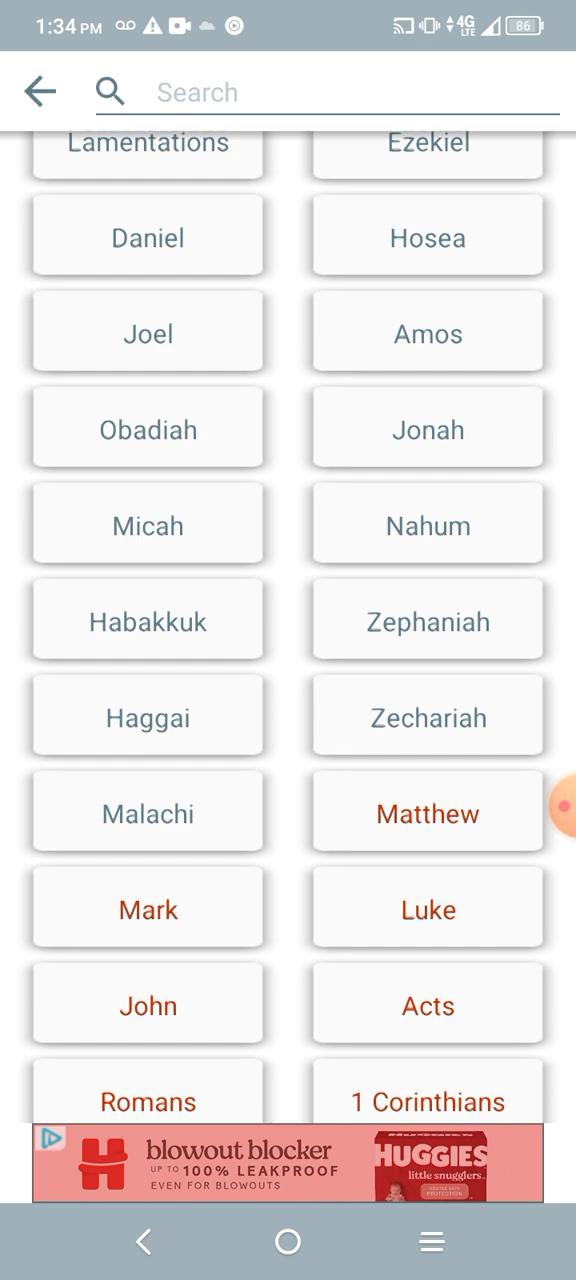 1:34 PM
4G
LTE
86
Search
Lamentations
Ezekiel
Daniel
Hosea
Joel
Amos
Obadiah
Jonah
Micah
Nahum
Habakkuk
Zephaniah
Haggai
Zechariah
Malachi
Matthew
Mark
Luke
John
Acts
Romans
1 Corinthians
blowout blocker
UP TO 100% LEAKPROOF
EVEN FOR BLOWOUTS
HUGGIES
little snugglers